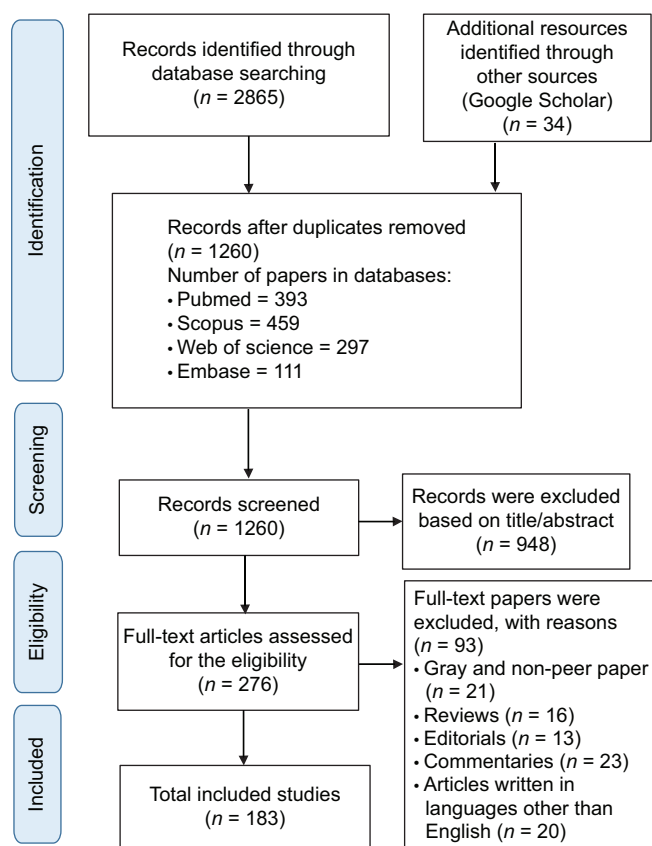 Identification
Records identified through
database searching
(n = 2865)
Additional resources
identified through
other sources
(Google Scholar)
(n = 34)
Records after duplicates removed
(n = 1260)
Number of papers in databases:
• Pubmed = 393
• Scopus = 459
• Web of science = 297
• Embase = 111
Screening
Records screened
(n = 1260)
Records were excluded
based on title/abstract
(n = 948)
Eligibility
Full-text articles assessed
for the eligibility
(n = 276)
Full-text papers were
excluded, with reasons
(n = 93)
• Gray and non-peer paper
(n = 21)
• Reviews (n = 16)
• Editorials (n = 13)
• Commentaries (n = 23)
• Articles written in
languages other than
English (n = 20)
Included
Total included studies
(n = 183)